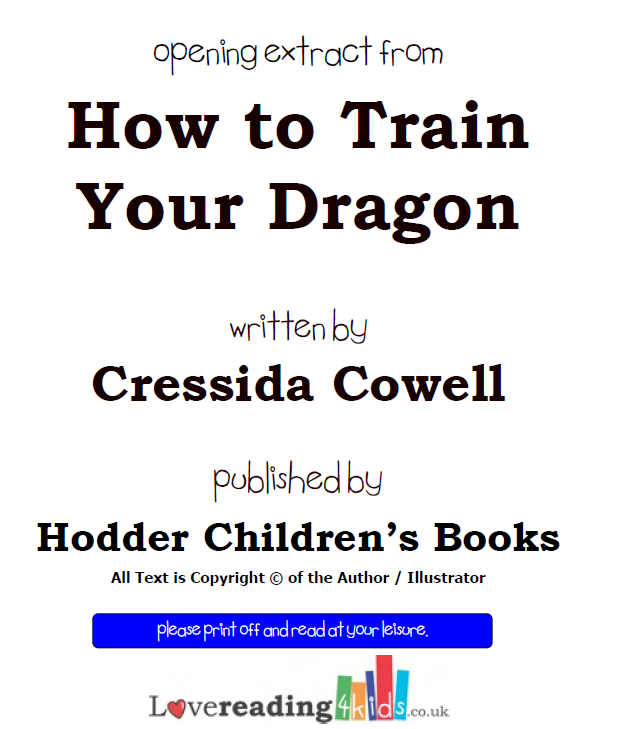 opening extract from
How to Train
Your Dragon
written by
Cressida Cowell
published by
Hodder Children’s Books
All Text is Copyright © of the Author / Illustrator
please print off and read at your leisure.
Lovereading4kids.co.uk